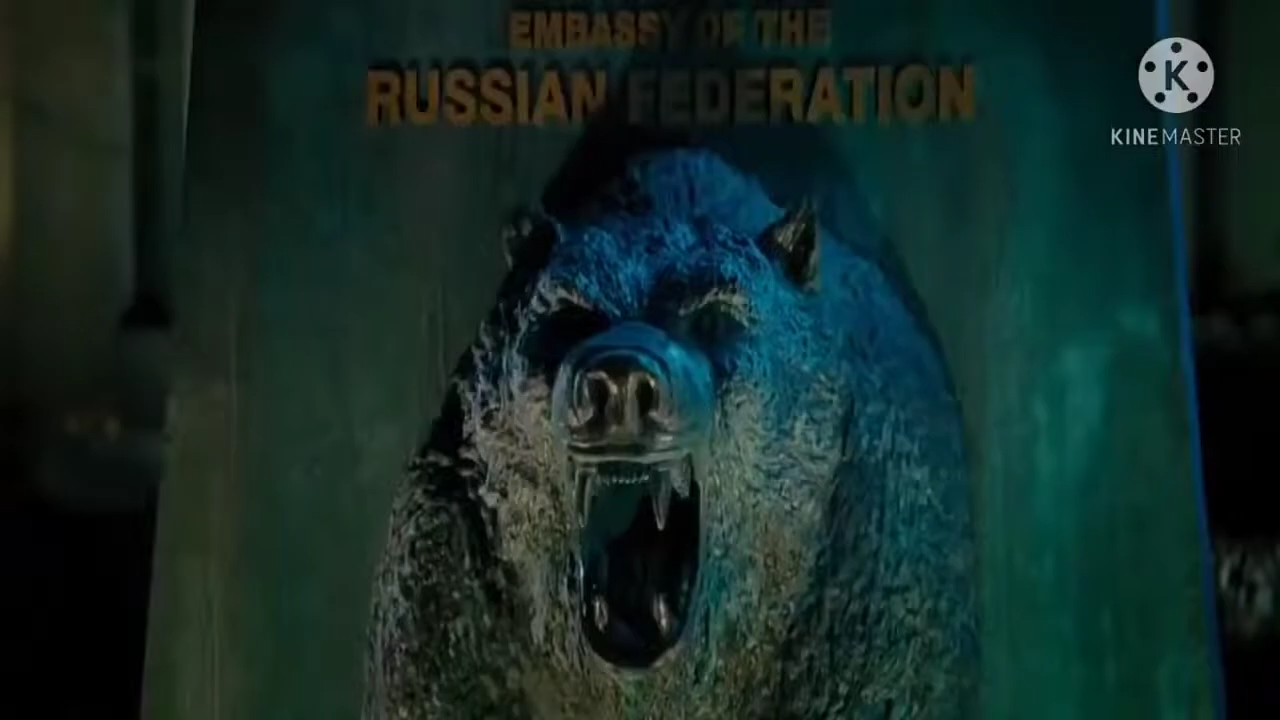 EMBASSY OF THE
RUSSIAN FEDERATION
K
KINEMASTER